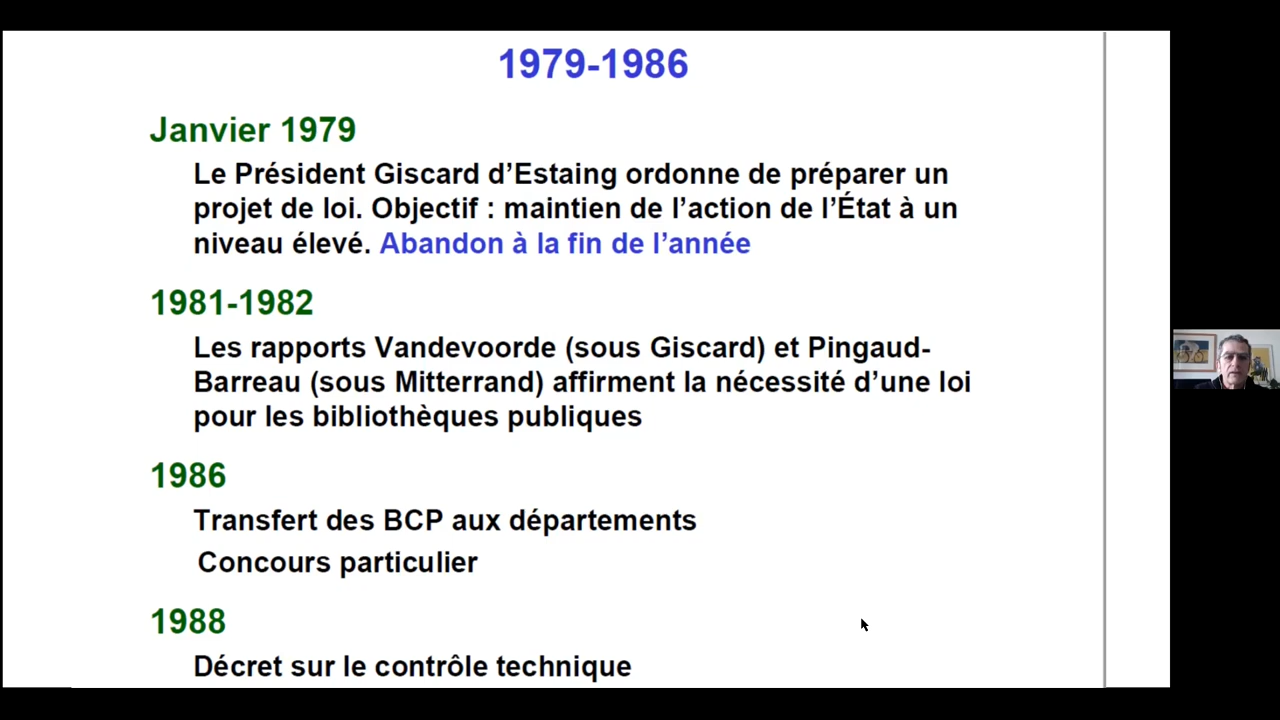 1979-1986
Janvier 1979
Le Président Giscard d’Estaing ordonne de préparer un
projet de loi. Objectif : maintien de l’action de l’État à un
niveau élevé. Abandon à la fin de l’année
1981-1982
Les rapports Vandevoorde (sous Giscard) et Pingaud-
Barreau (sous Mitterrand) affirment la nécessité d’une loi
pour les bibliothèques publiques
1986
Transfert des BCP aux départements
Concours particulier
1988
Décret sur le contrôle technique